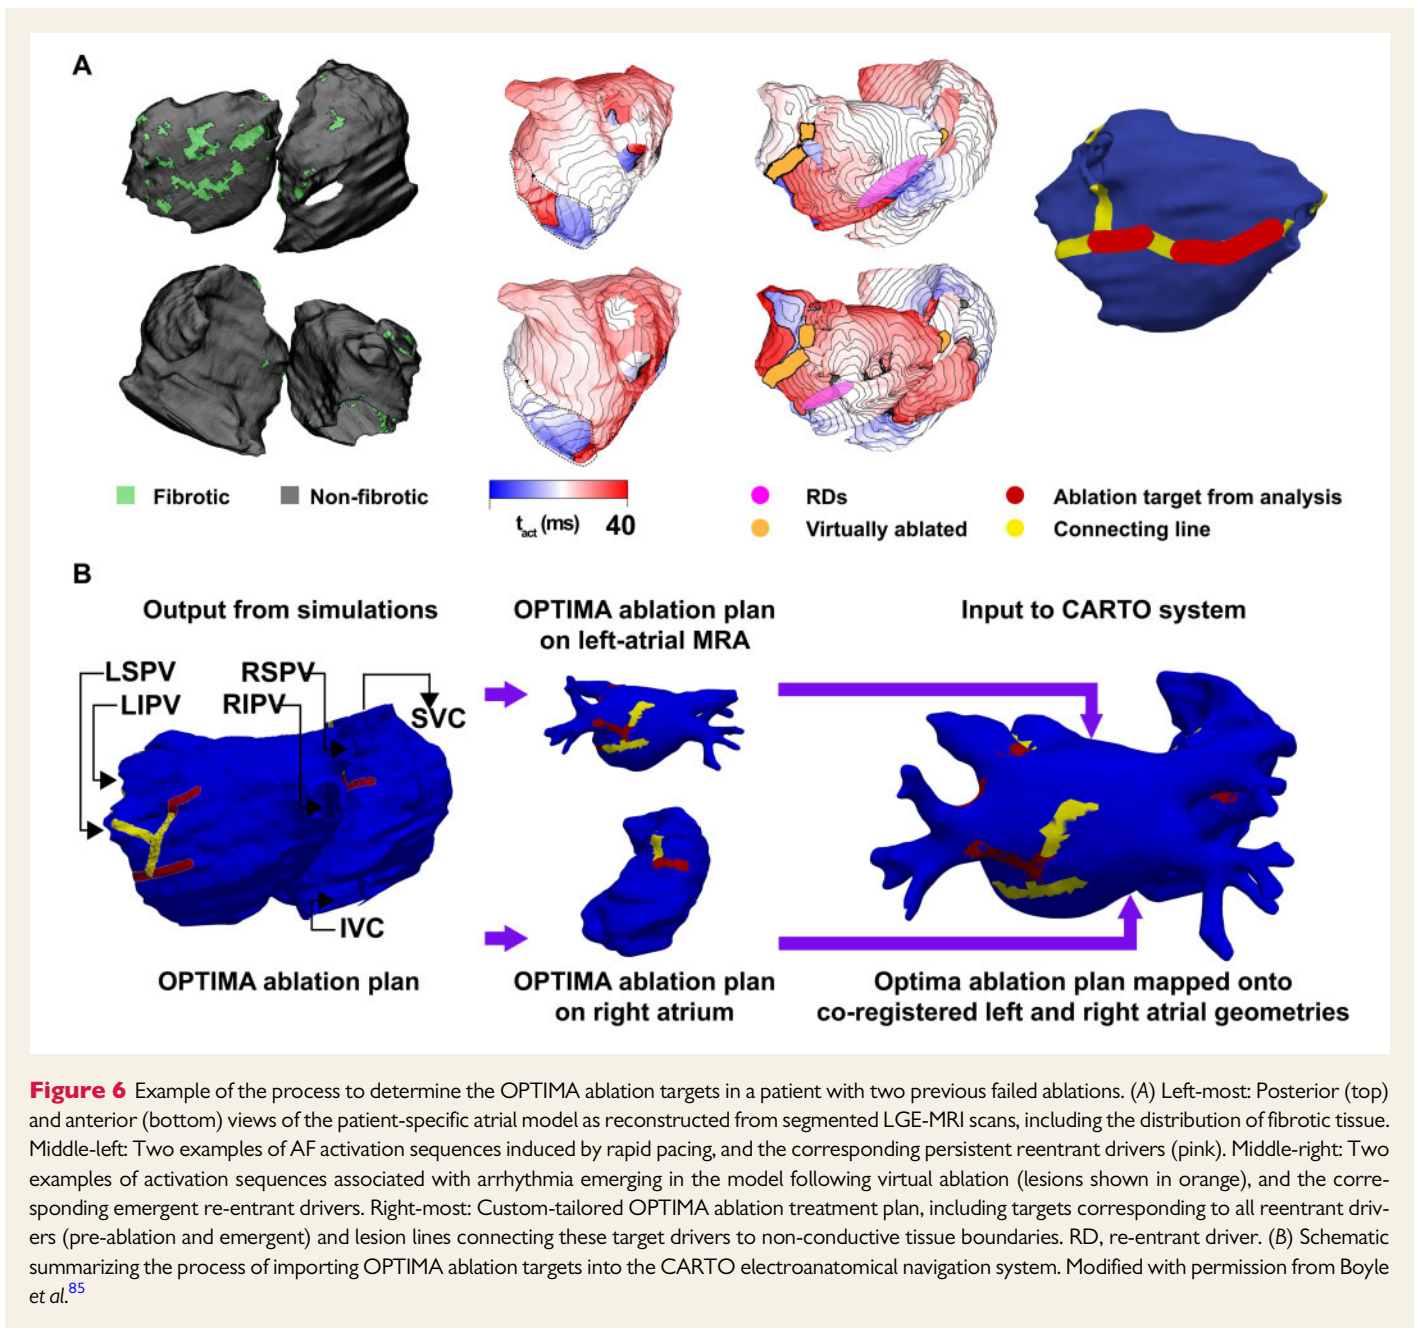 A
Fibrotic
Non-fibrotic
t_act (ms) 40
RDs
Virtually ablated
Ablation target from analysis
Connecting line
B
Output from simulations
OPTIMA ablation plan
on left-atrial MRA
Input to CARTO system
LSPV
LIPV
RSPV
RIPV
SVC
IVC
OPTIMA ablation plan
OPTIMA ablation plan
on right atrium
Optima ablation plan mapped onto
co-registered left and right atrial geometries
Figure 6 Example of the process to determine the OPTIMA ablation targets in a patient with two previous failed ablations. (A) Left-most: Posterior (top)
and anterior (bottom) views of the patient-specific atrial model as reconstructed from segmented LGE-MRI scans, including the distribution of fibrotic tissue.
Middle-left: Two examples of AF activation sequences induced by rapid pacing, and the corresponding persistent reentrant drivers (pink). Middle-right: Two
examples of activation sequences associated with arrhythmia emerging in the model following virtual ablation (lesions shown in orange), and the corre-
sponding emergent re-entrant drivers. Right-most: Custom-tailored OPTIMA ablation treatment plan, including targets corresponding to all reentrant driv-
ers (pre-ablation and emergent) and lesion lines connecting these target drivers to non-conductive tissue boundaries. RD, re-entrant driver. (B) Schematic
summarizing the process of importing OPTIMA ablation targets into the CARTO electroanatomical navigation system. Modified with permission from Boyle
et al.85